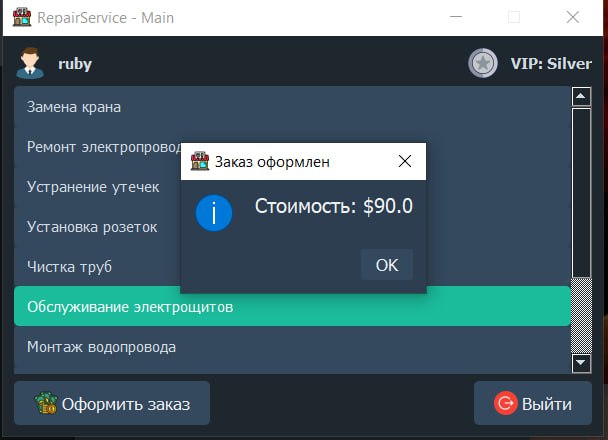 RepairService - Main
ruby
VIP: Silver
Замена крана
Ремонт электропровод
Устранение утечек
Установка розеток
Чистка труб
Обслуживание электрощитов
Монтаж водопровода
Заказ оформлен
Стоимость: $90.0
OK
Оформить заказ
Выйти